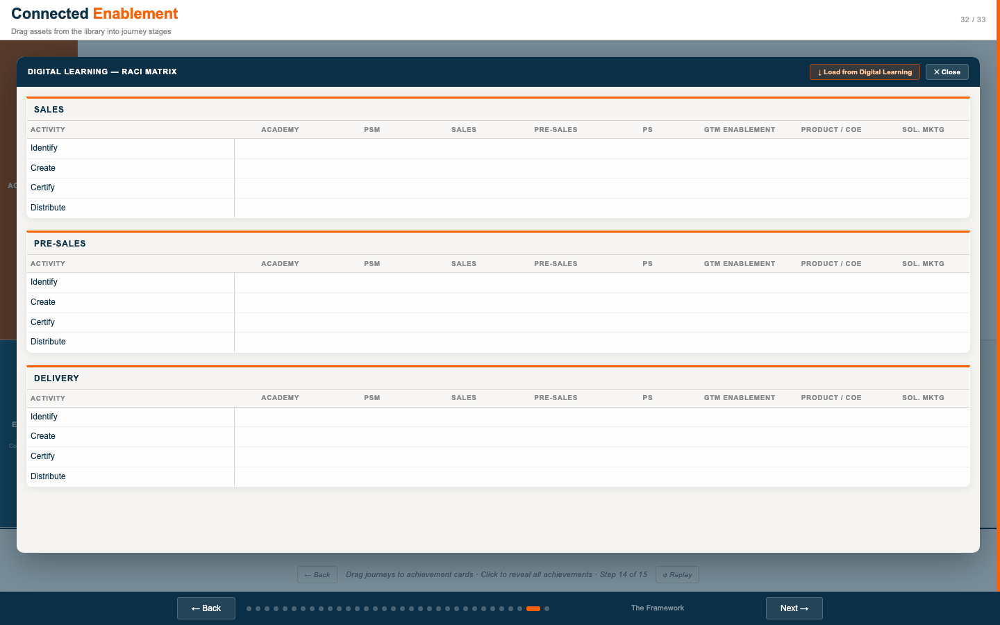 Connected Enablement
Drag assets from the library into journey stages
32 / 33
DIGITAL LEARNING — RACI MATRIX
↓ Load from Digital Learning
✕ Close
SALES
ACTIVITY ACADEMY PSM SALES PRE-SALES PS GTM ENABLEMENT PRODUCT / COE SOL. MKTG
Identify
Create
Certify
Distribute
PRE-SALES
ACTIVITY ACADEMY PSM SALES PRE-SALES PS GTM ENABLEMENT PRODUCT / COE SOL. MKTG
Identify
Create
Certify
Distribute
DELIVERY
ACTIVITY ACADEMY PSM SALES PRE-SALES PS GTM ENABLEMENT PRODUCT / COE SOL. MKTG
Identify
Create
Certify
Distribute
← Back
Drag journeys to achievement cards · Click to reveal all achievements · Step 14 of 15
↺ Replay
← Back
The Framework
Next →